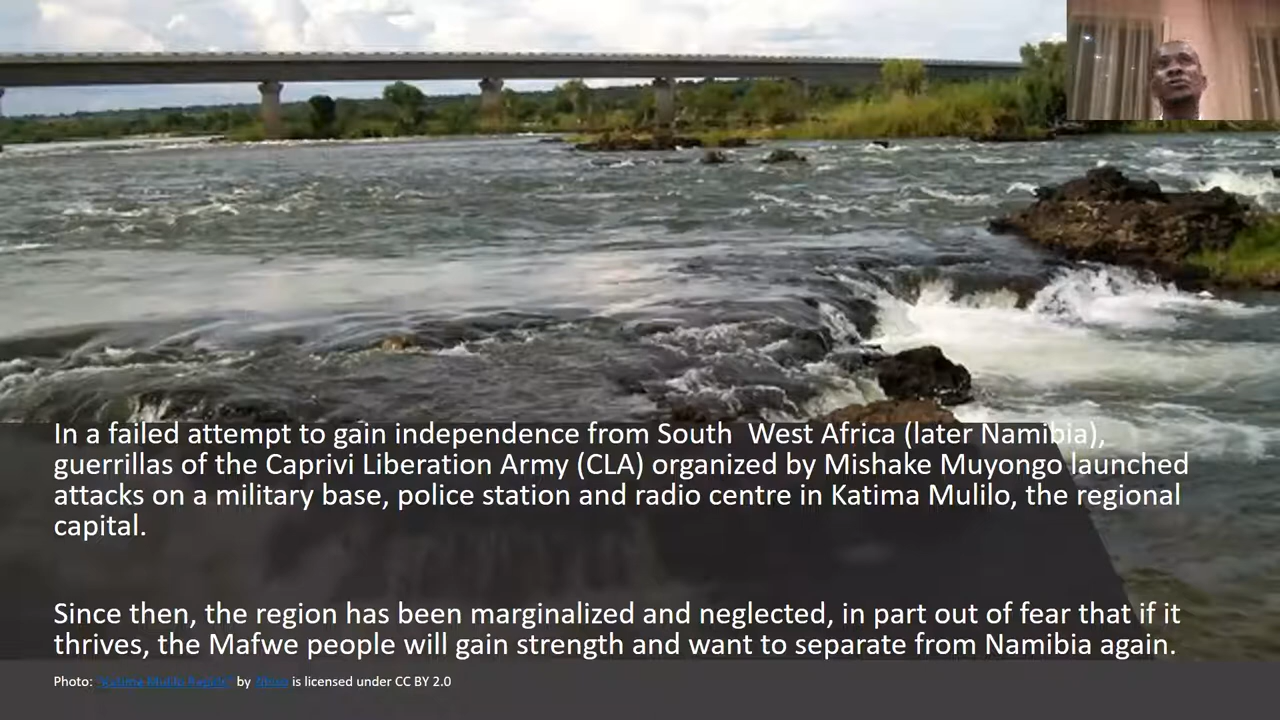 In a failed attempt to gain independence from South  West Africa (later Namibia),
guerrillas of the Caprivi Liberation Army (CLA) organized by Mishake Muyongo launched
attacks on a military base, police station and radio centre in Katima Mulilo, the regional
capital.
Since then, the region has been marginalized and neglected, in part out of fear that if it
thrives, the Mafwe people will gain strength and want to separate from Namibia again.
Photo: "Katima Mulilo Rapids" by is licensed under CC BY 2.0